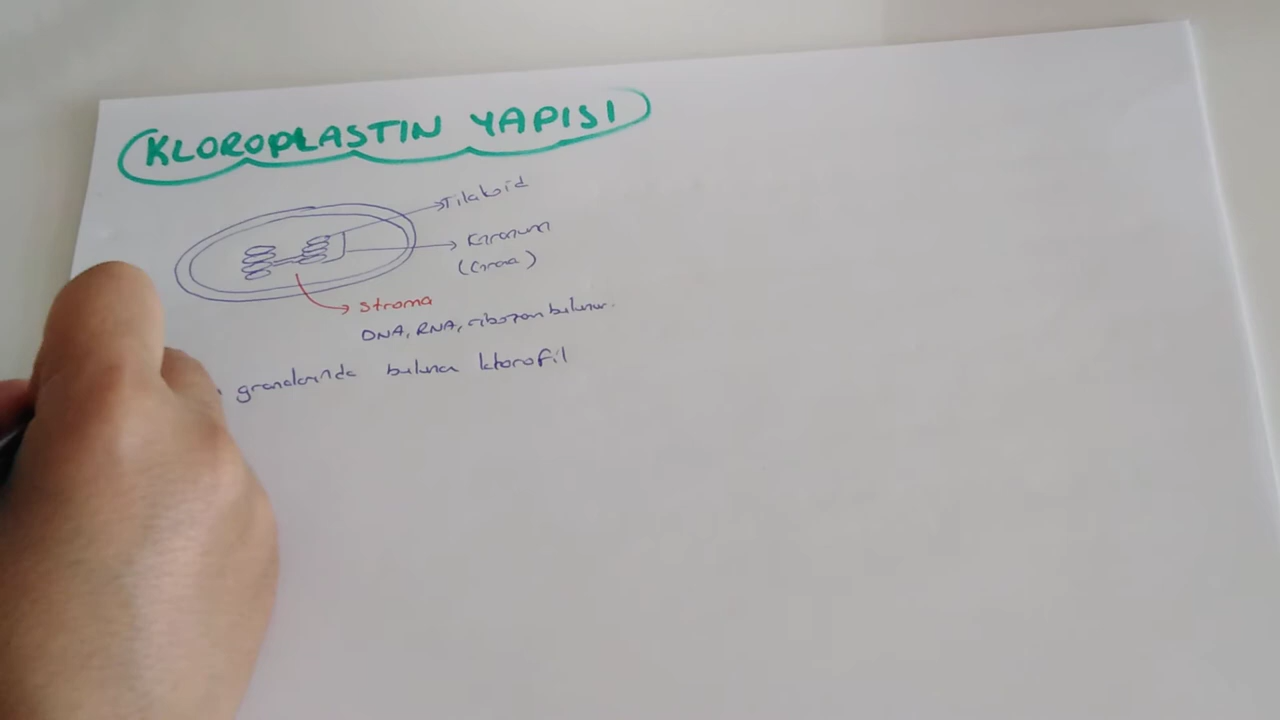 KLOROPLASTIN YAPISI
Tilakoid
Granum
(Grana)
Stroma
DNA, RNA, ribozom bulunur.
granalarında bulunan klorofil